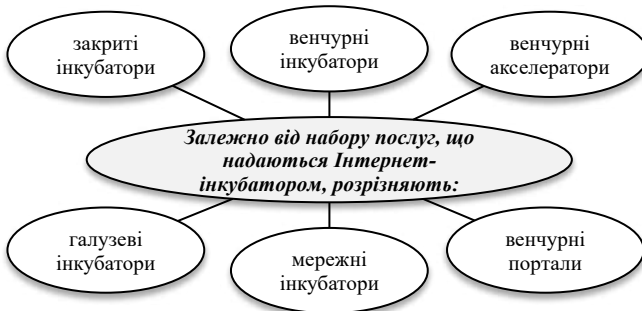 закриті
інкубатори
венчурні
інкубатори
венчурні
акселератори
Залежно від набору послуг, що
надаються Інтернет-
інкубатором, розрізняють:
галузеві
інкубатори
мережні
інкубатори
венчурні
портали